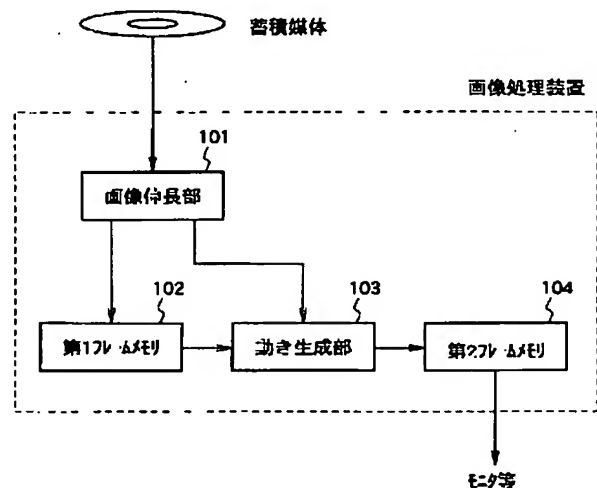 蓄積媒体
画像処理装置
101
画像伸長部
102
103
104
第1フレームメモリ
動き生成部
第2フレームメモリ
モニタ等